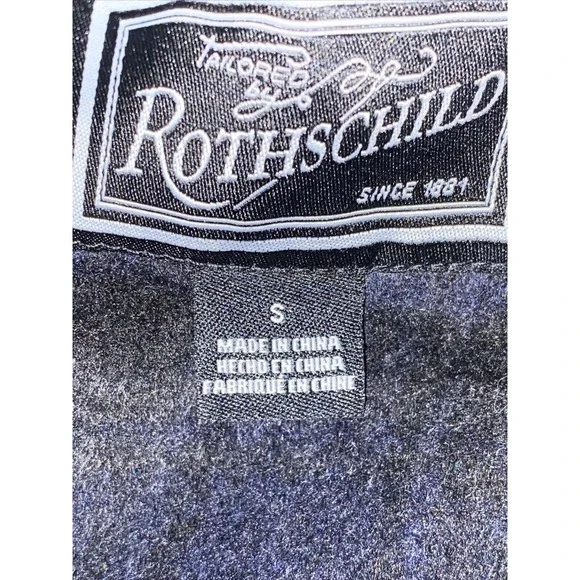 TAILORED
by
ROTHSCHILD
SINCE 1881
S
MADE IN CHINA
HECHO EN CHINA
FABRIQUE EN CHINE